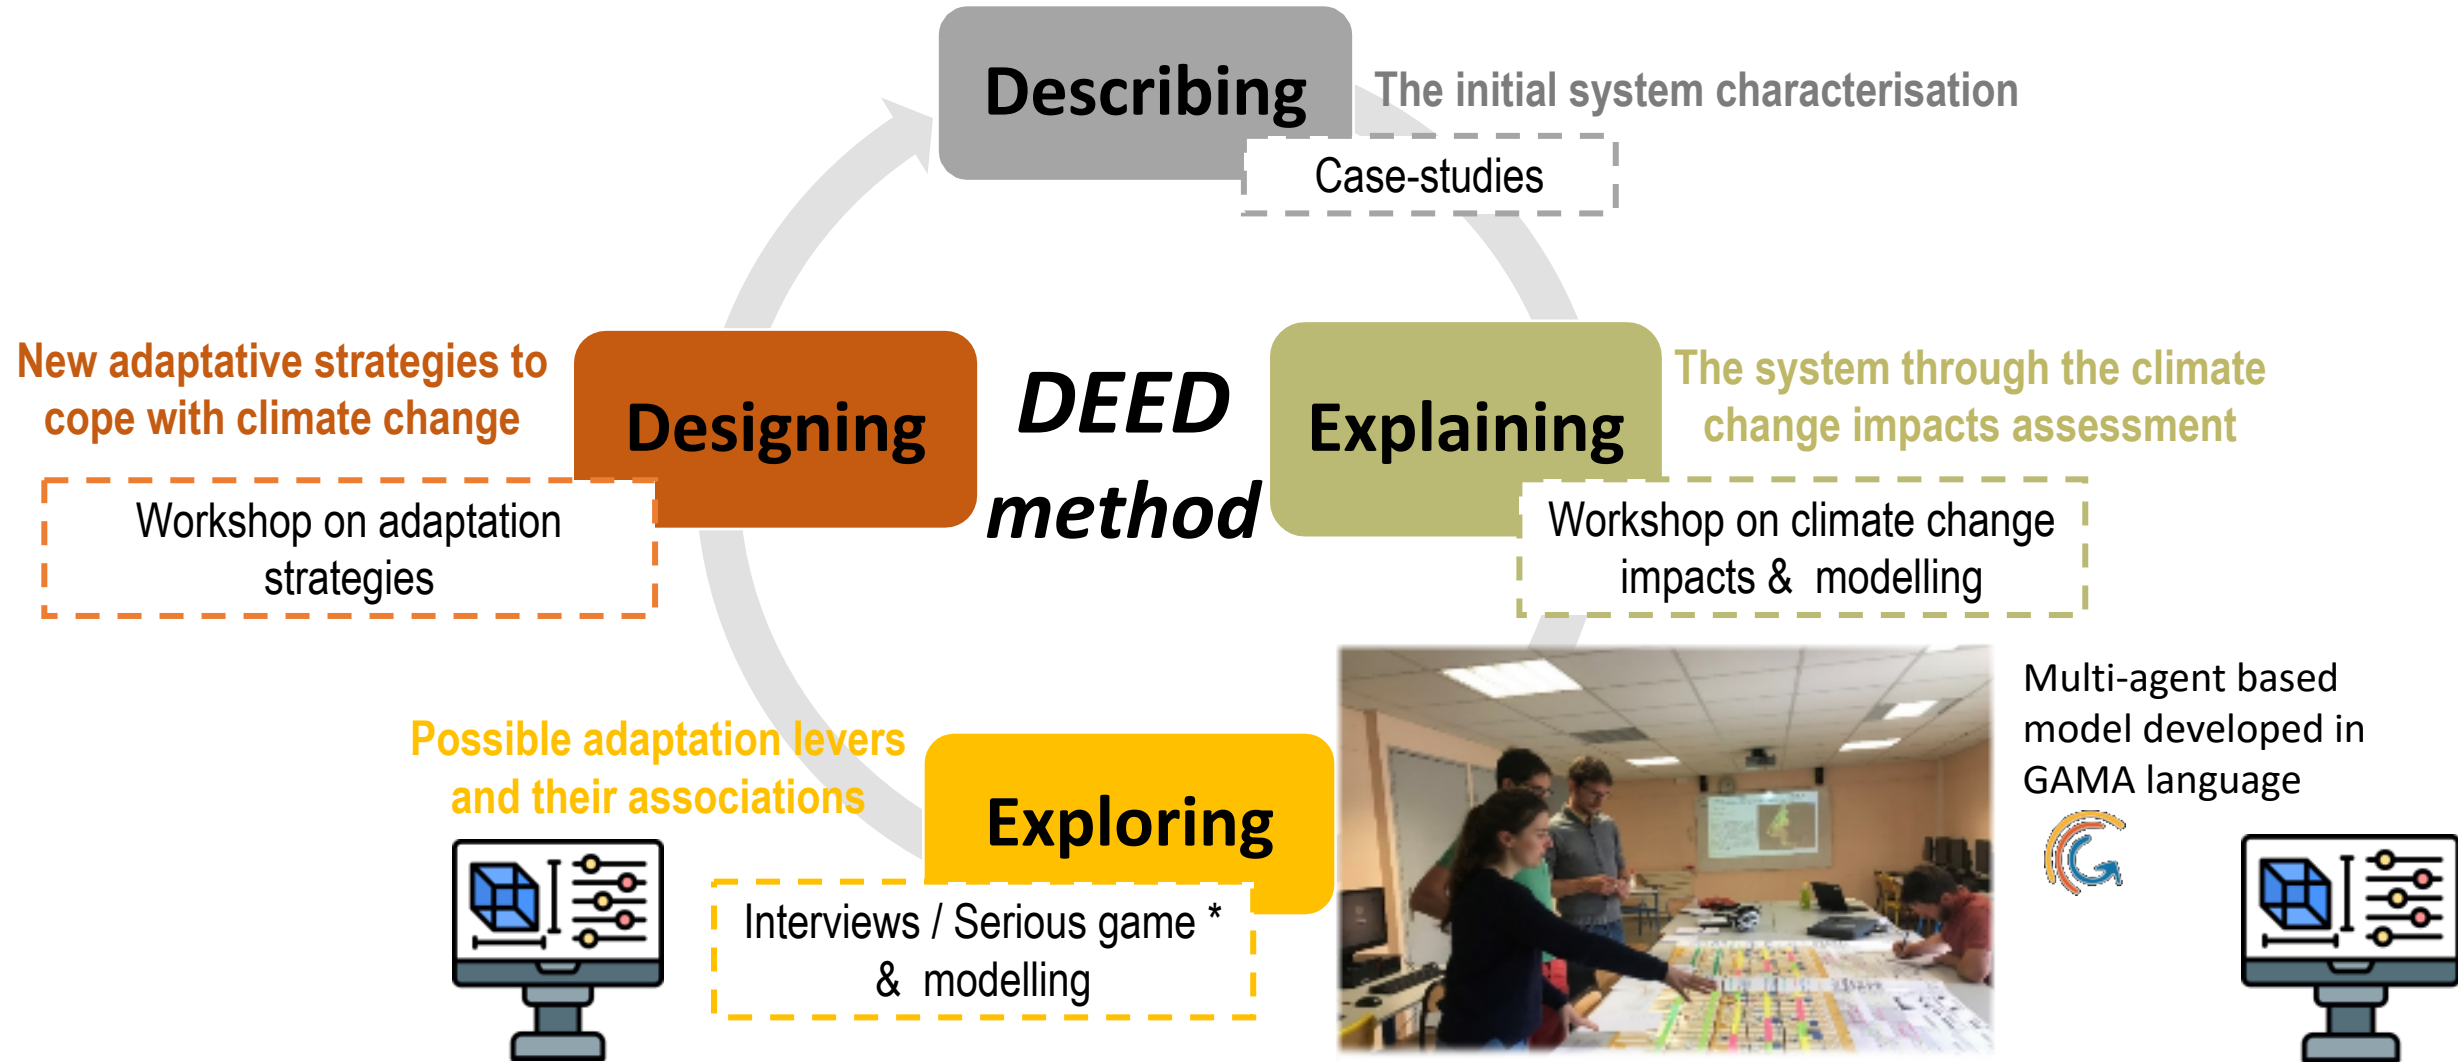 Describing
The initial system characterisation
Case-studies
New adaptative strategies to
cope with climate change
Designing
DEED
method
Explaining
The system through the climate
change impacts assessment
Workshop on adaptation
strategies
Workshop on climate change
impacts & modelling
Possible adaptation levers
and their associations
Exploring
Interviews / Serious game *
& modelling
Multi-agent based
model developed in
GAMA language